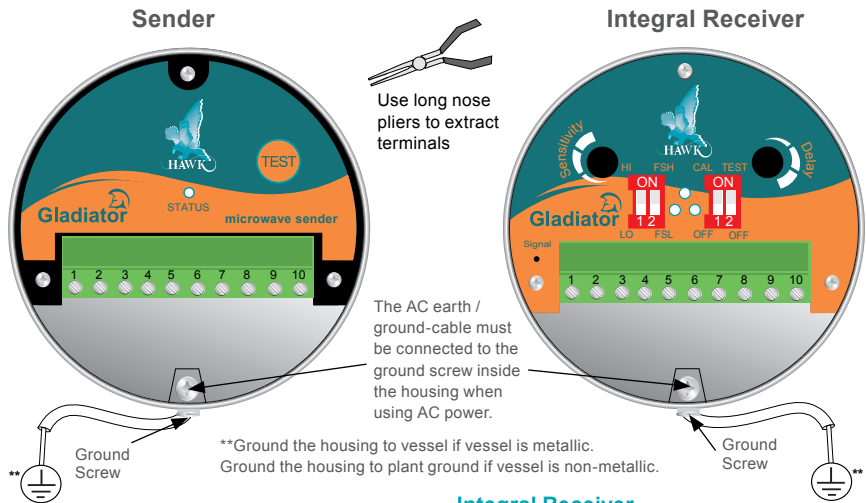 Sender
Integral Receiver
Use long nose
pliers to extract
terminals
HAWK
TEST
STATUS
Gladiator
microwave sender
1 2 3 4 5 6 7 8 9 10
Sensitivity
HAWK
Delay
HI FSH CAL TEST
ON ON
Gladiator
1 2 1 2
LO FSL OFF OFF
Signal
1 2 3 4 5 6 7 8 9 10
The AC earth /
ground-cable must
be connected to the
ground screw inside
the housing when
using AC power.
Ground
Screw
**
**Ground the housing to vessel if vessel is metallic.
Ground the housing to plant ground if vessel is non-metallic.
Ground
Screw
**
Integral Receiver